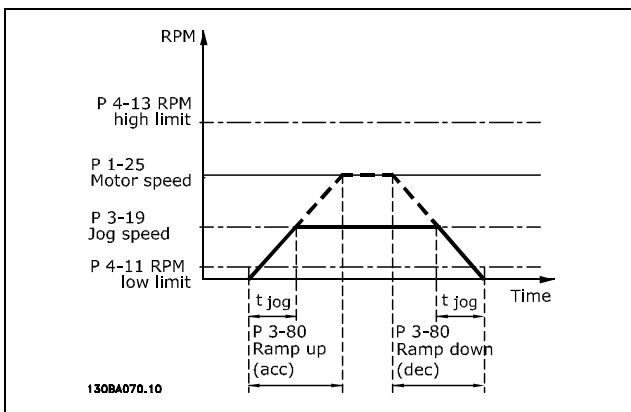 RPM
P 4-13 RPM
high limit
P 1-25
Motor speed
P 3-19
Jog speed
P 4-11 RPM
low limit
Time
t jog
t jog
P 3-80
Ramp up
(acc)
P 3-80
Ramp down
(dec)
130BA070.10